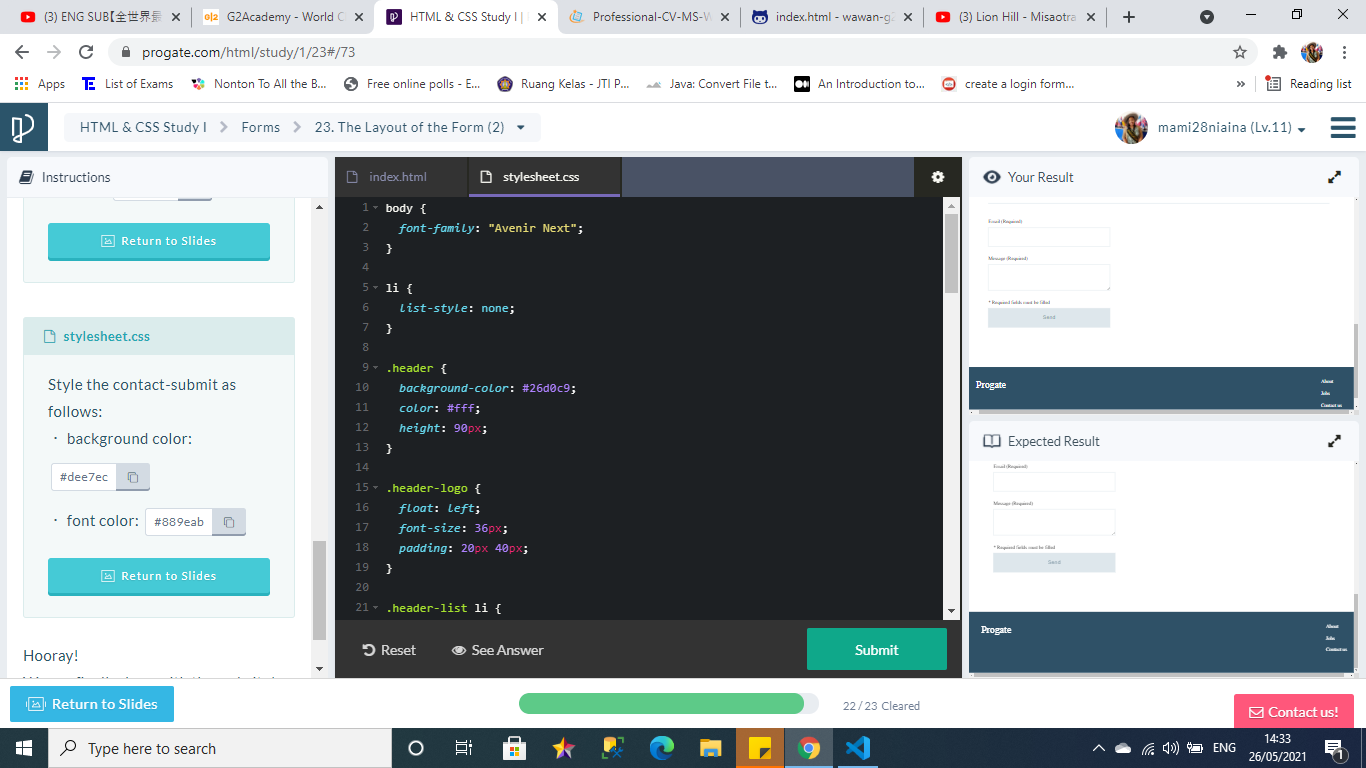 (3) ENG SUB【全世界最
G2Academy - World C
HTML & CSS Study I |
Professional-CV-MS-W
index.html - wawan-g2
(3) Lion Hill - Misaotra
progate.com/html/study/1/23#/73
Apps
List of Exams
Nonton To All the B...
Free online polls - E...
Ruang Kelas - JTI P...
Java: Convert File t...
An Introduction to...
create a login form...
»
Reading list
HTML & CSS Study I
Forms
23. The Layout of the Form (2)
mami28niaina (Lv.11)
Instructions
Return to Slides
stylesheet.css
Style the contact-submit as
follows:
· background color:
#dee7ec
· font color: #889eab
Return to Slides
Hooray!
index.html
stylesheet.css
1 body {
2 font-family: "Avenir Next";
3 }
4
5 li {
6 list-style: none;
7 }
8
9 .header {
10 background-color: #26d0c9;
11 color: #fff;
12 height: 90px;
13 }
14
15 .header-logo {
16 float: left;
17 font-size: 36px;
18 padding: 20px 40px;
19 }
20
21 .header-list li {
Reset
See Answer
Submit
Your Result
Email (Required)
Message (Required)
* Required fields must be filled
Send
Progate
About
Jobs
Contact us
Expected Result
Email (Required)
Message (Required)
* Required fields must be filled
Send
Progate
About
Jobs
Contact us
Return to Slides
22 / 23 Cleared
Contact us!
Type here to search
ENG
14:33
26/05/2021
1